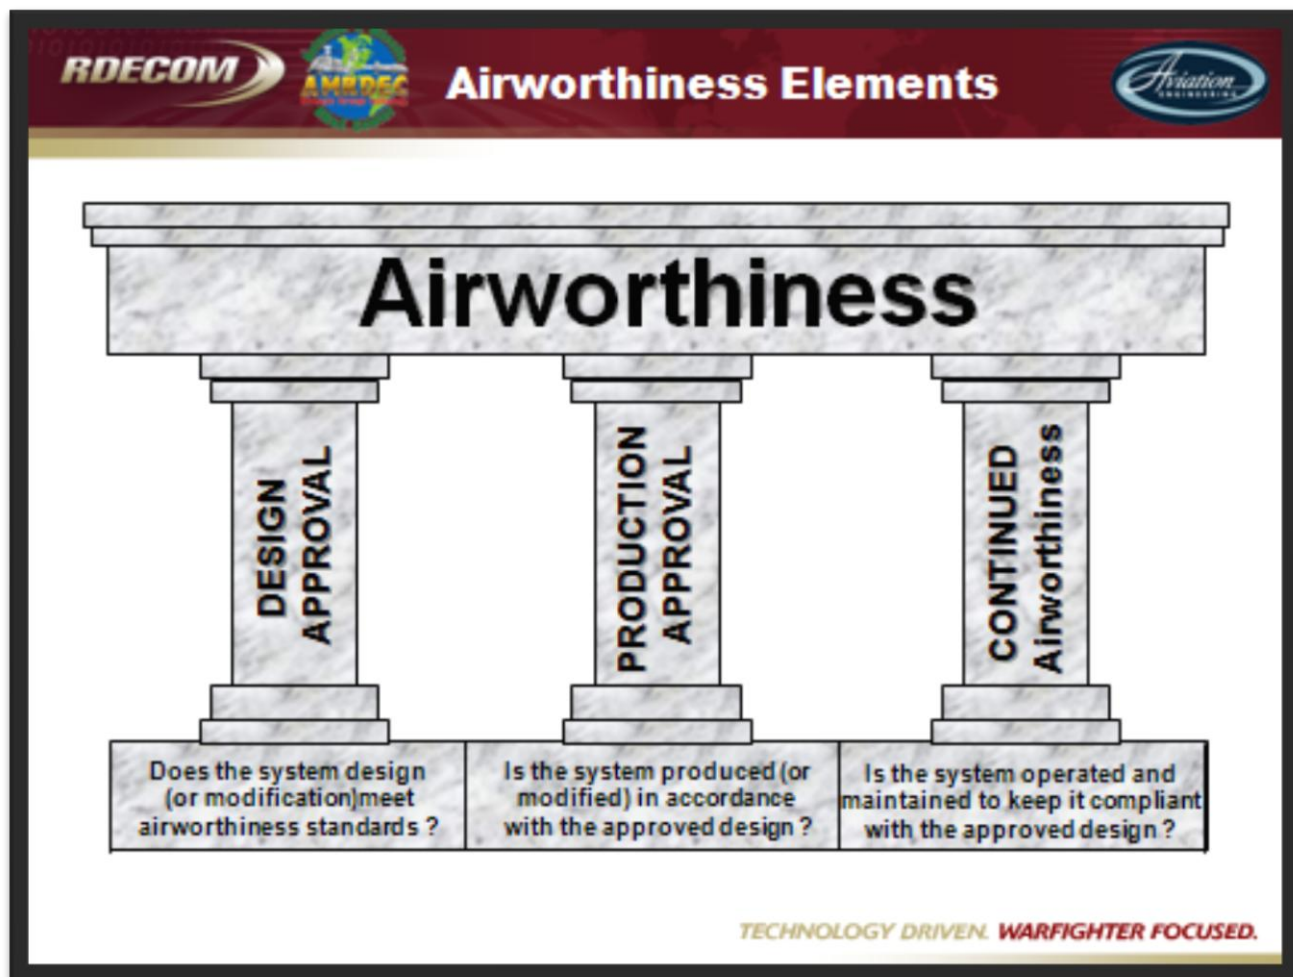 RDECOM
AMRDEC
Airworthiness Elements
Aviation
ENGINEERING
Airworthiness
DESIGN
APPROVAL
PRODUCTION
APPROVAL
CONTINUED
Airworthiness
Does the system design
(or modification)meet
airworthiness standards ?
Is the system produced (or
modified) in accordance
with the approved design ?
Is the system operated and
maintained to keep it compliant
with the approved design ?
TECHNOLOGY DRIVEN. WARFIGHTER FOCUSED.